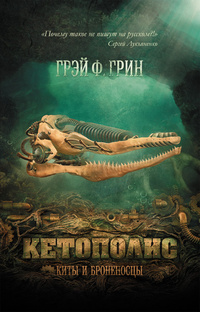 «Почему такое не пишут на русском?!»
Сергей Лукьяненко
ГРЭЙ Ф. ГРИН
КЕТОПОЛИС
КИТЫ И БРОНЕНОСЦЫ